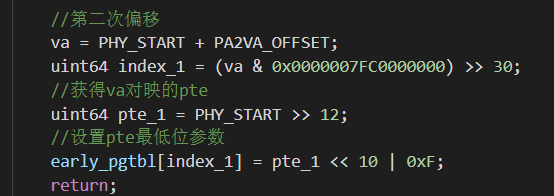 //第二次偏移
va = PHY_START + PA2VA_OFFSET;
uint64 index_1 = (va & 0x0000007FC0000000) >> 30;
//获得va对映的pte
uint64 pte_1 = PHY_START >> 12;
//设置pte最低位参数
early_pgtbl[index_1] = pte_1 << 10 | 0xF;
return;